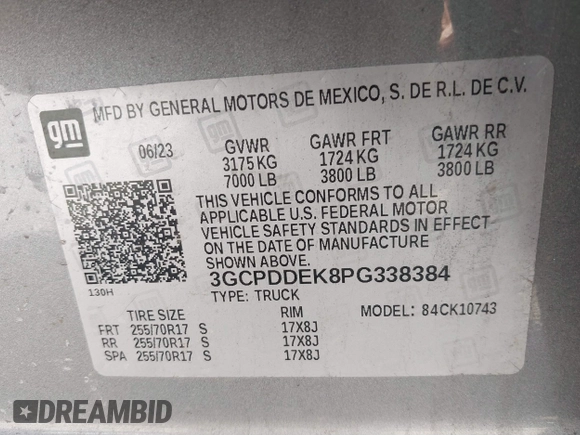 gm
MFD BY GENERAL MOTORS DE MEXICO, S. DE R.L. DE C.V.
06/23 GVWR GAWR FRT GAWR RR
3175 KG 1724 KG 1724 KG
7000 LB 3800 LB 3800 LB
THIS VEHICLE CONFORMS TO ALL
APPLICABLE U.S. FEDERAL MOTOR
VEHICLE SAFETY STANDARDS IN EFFECT
ON THE DATE OF MANUFACTURE
SHOWN ABOVE.
130H
3GCPDDEK8PG338384
TYPE: TRUCK MODEL: 84CK10743
TIRE SIZE RIM
FRT 255/70R17 S 17X8J
RR 255/70R17 S 17X8J
SPA 255/70R17 S 17X8J
DREAMBID